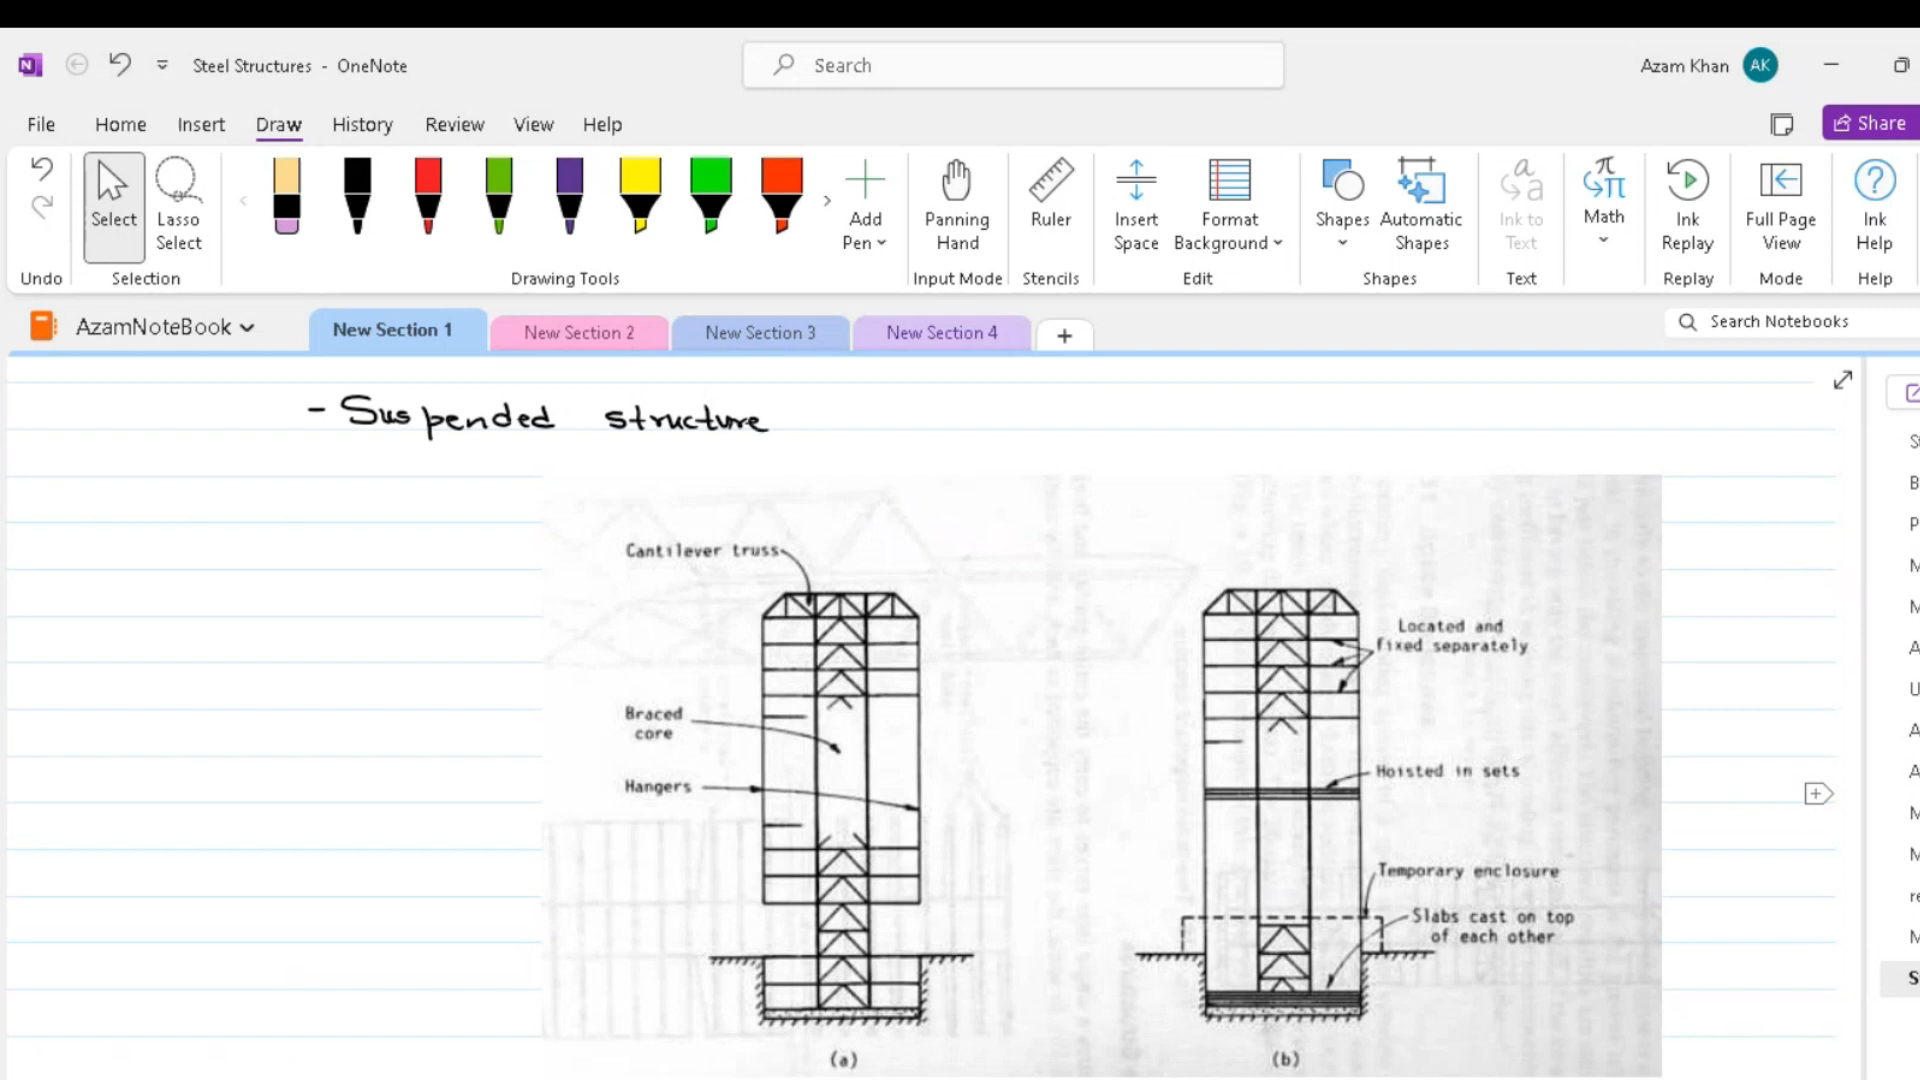 N
Steel Structures - OneNote
Search
Azam Khan
AK
File
Home
Insert
Draw
History
Review
View
Help
Share
Select
Lasso
Select
Add
Pen
Panning
Hand
Ruler
Insert
Space
Format
Background
Shapes
Automatic
Shapes
a
a
Ink to
Text
π
π
Math
Ink
Replay
Full Page
View
?
Ink
Help
Undo
Selection
Drawing Tools
Input Mode
Stencils
Edit
Shapes
Text
Replay
Mode
Help
AzamNoteBook
New Section 1
New Section 2
New Section 3
New Section 4
+
Search Notebooks
- Suspended structure
Cantilever truss
Braced
core
Hangers
(a)
Located and
fixed separately
Hoisted in sets
Temporary enclosure
Slabs cast on top
of each other
(b)